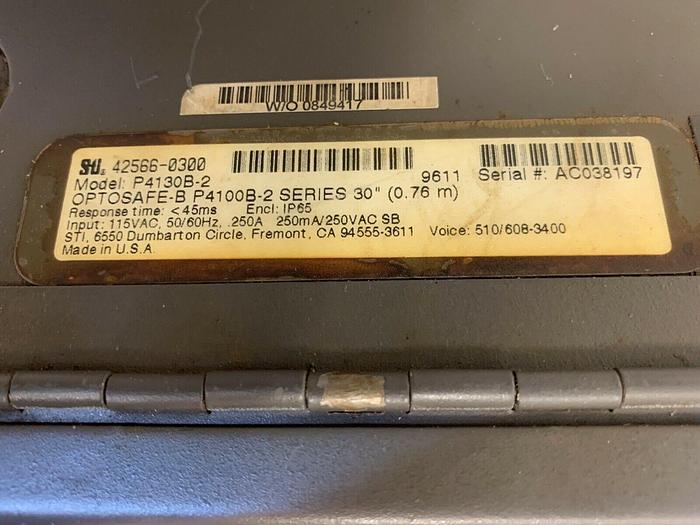 W/O 0849417
STI 42566-0300
Model: P4130B-2 9611 Serial #: AC038197
OPTOSAFE-B P4100B-2 SERIES 30" (0.76 m)
Response time: <45ms Encl: IP65
Input: 115VAC, 50/60Hz, .250A 250mA/250VAC SB
STI, 6550 Dumbarton Circle, Fremont, CA 94555-3611 Voice: 510/608-3400
Made in U.S.A.